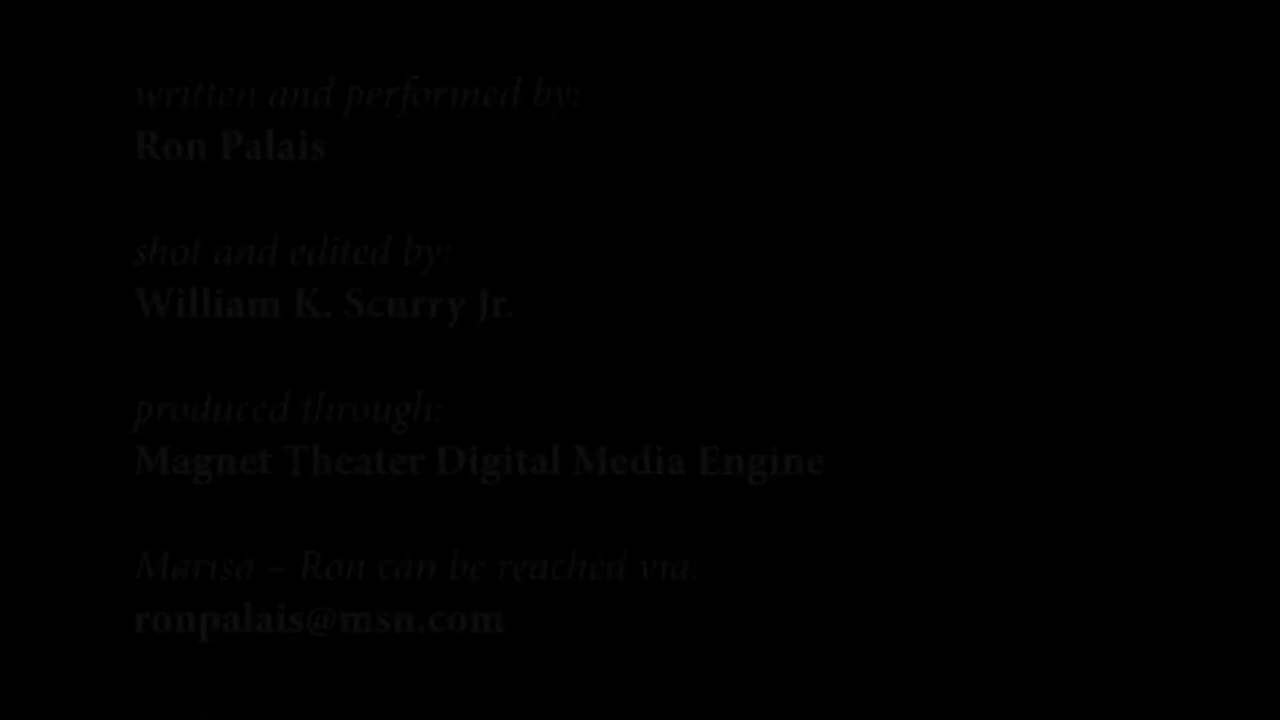 written and performed by:
Ron Palais
shot and edited by:
William K. Scurry Jr.
produced through:
Magnet Theater Digital Media Engine
Marisa – Ron can be reached via:
ronpalais@msn.com